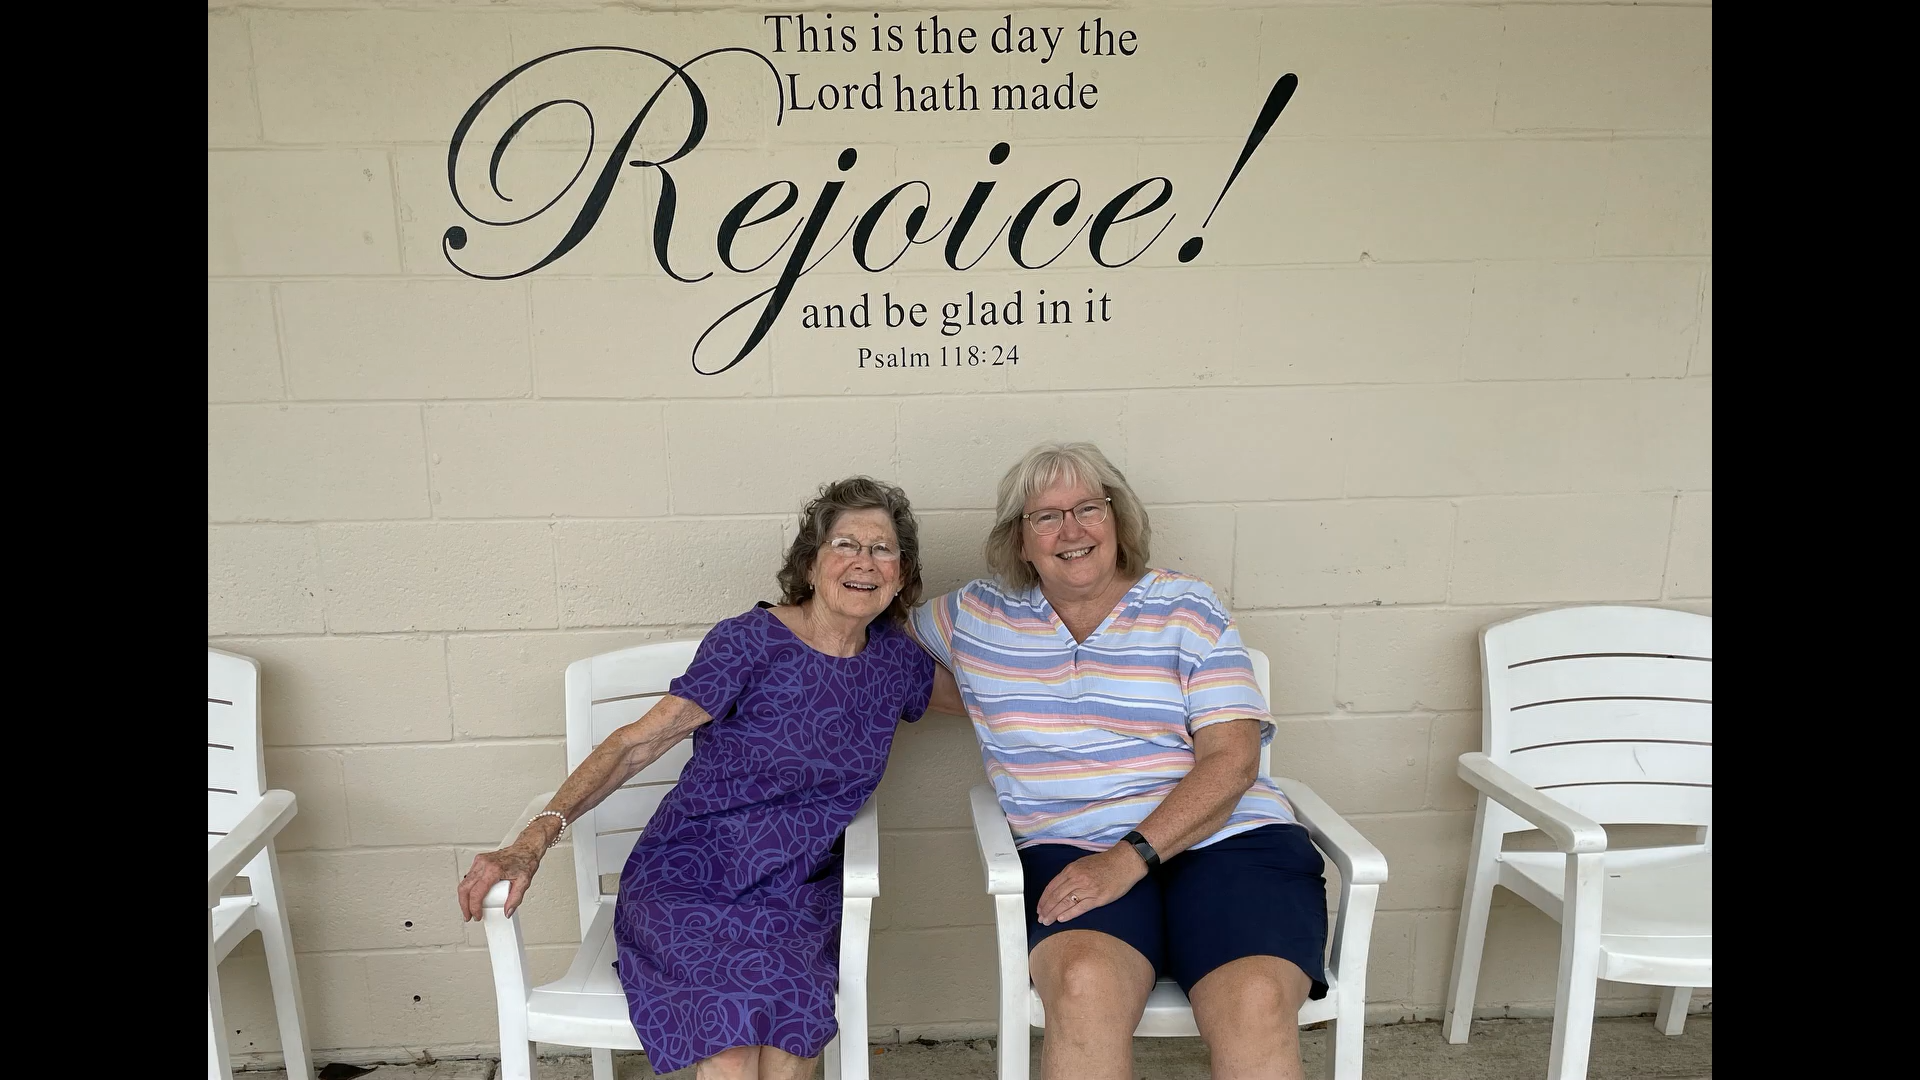 This is the day the
Lord hath made
Rejoice!
and be glad in it
Psalm 118:24